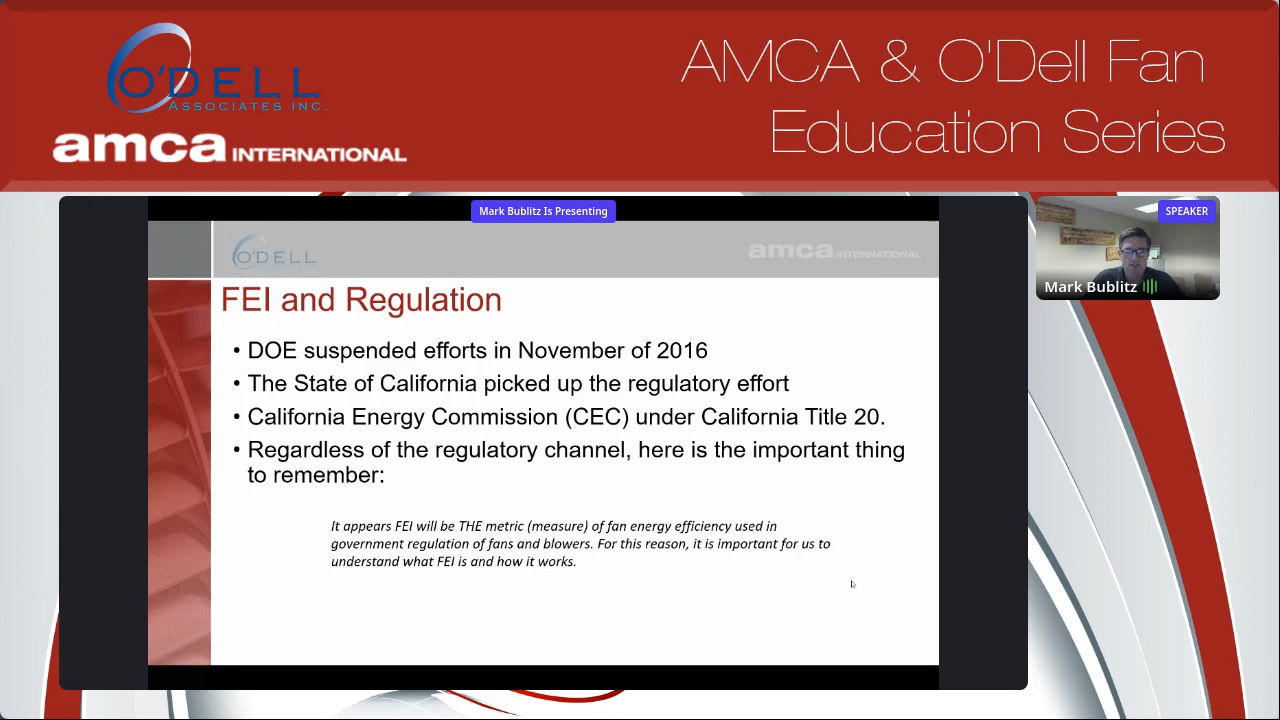 O'DELL
ASSOCIATES INC.
amca INTERNATIONAL
AMCA & O'Dell Fan
Education Series
Mark Bublitz Is Presenting
SPEAKER
Mark Bublitz
O'DELL
amca INTERNATIONAL
FEI and Regulation
• DOE suspended efforts in November of 2016
• The State of California picked up the regulatory effort
• California Energy Commission (CEC) under California Title 20.
• Regardless of the regulatory channel, here is the important thing
to remember:
It appears FEI will be THE metric (measure) of fan energy efficiency used in
government regulation of fans and blowers. For this reason, it is important for us to
understand what FEI is and how it works.